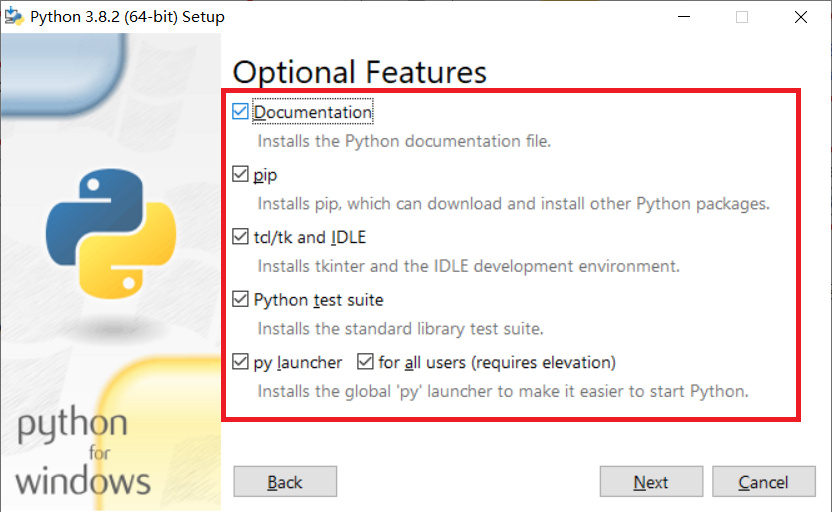 Python 3.8.2 (64-bit) Setup
Optional Features
Documentation
Installs the Python documentation file.
pip
Installs pip, which can download and install other Python packages.
tcl/tk and IDLE
Installs tkinter and the IDLE development environment.
Python test suite
Installs the standard library test suite.
py launcher for all users (requires elevation)
Installs the global 'py' launcher to make it easier to start Python.
python
for
windows
Back Next Cancel